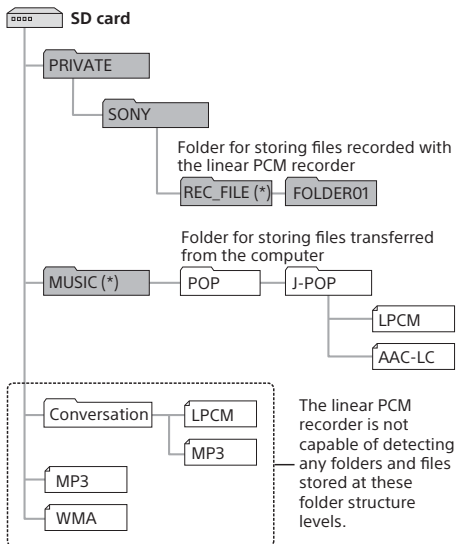 SD card
PRIVATE
SONY
Folder for storing files recorded with
the linear PCM recorder
REC_FILE (*)
FOLDER01
Folder for storing files transferred
from the computer
MUSIC (*)
POP
J-POP
LPCM
AAC-LC
Conversation
LPCM
MP3
MP3
WMA
The linear PCM
recorder is not
capable of detecting
any folders and files
stored at these
folder structure
levels.